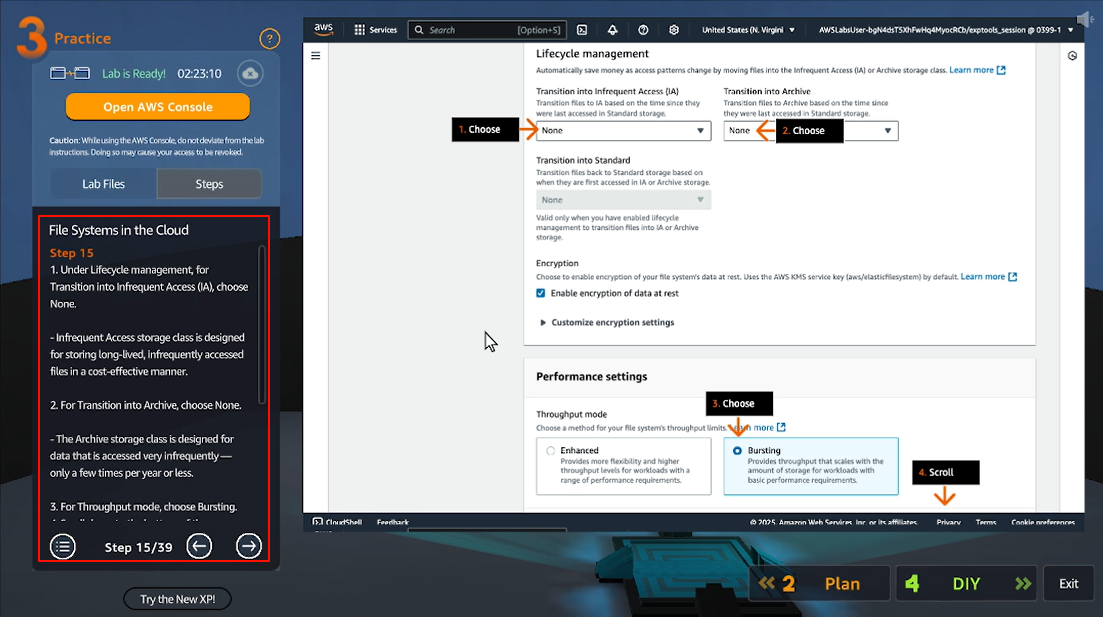 3 Practice
?
Lab is Ready! 02:23:10
Open AWS Console
Caution: While using the AWS Console, do not deviate from the lab
instructions. Doing so may cause your access to be revoked.
Lab Files
Steps
File Systems in the Cloud
Step 15
1. Under Lifecycle management, for
Transition into Infrequent Access (IA), choose
None.
- Infrequent Access storage class is designed
for storing long-lived, infrequently accessed
files in a cost-effective manner.
2. For Transition into Archive, choose None.
- The Archive storage class is designed for
data that is accessed very infrequently—
only a few times per year or less.
3. For Throughput mode, choose Bursting.
Step 15/39
Try the New XP!
aws
Services
Search
[Option+S]
United States (N. Virgini
AWSLabsUser-bgN4dsT5XhFwHq4MyocRCb/exptools_session @ 0399-1
Lifecycle management
Automatically save money as access patterns change by moving files into the Infrequent Access (IA) or Archive storage class. Learn more
Transition into Infrequent Access (IA)
Transition files to IA based on the time since they
were last accessed in Standard storage.
1. Choose
None
Transition into Archive
Transition files to Archive based on the time since
they were last accessed in Standard storage.
None
2. Choose
Transition into Standard
Transition files back to Standard storage based on
when they are first accessed in IA or Archive storage.
None
Valid only when you have enabled lifecycle
management to transition files into IA or Archive
storage.
Encryption
Choose to enable encryption of your file system's data at rest. Uses the AWS KMS service key (aws/elasticfilesystem) by default. Learn more
Enable encryption of data at rest
Customize encryption settings
Performance settings
3. Choose
Throughput mode
Choose a method for your file system's throughput limits. more
Enhanced
Provides more flexibility and higher
throughput levels for workloads with a
range of performance requirements.
Bursting
Provides throughput that scales with the
amount of storage for workloads with
basic performance requirements.
4. Scroll
CloudShell
Feedback
© 2025, Amazon Web Services, Inc. or its affiliates.
Privacy
Terms
Cookie preferences
2 Plan
4 DIY
Exit